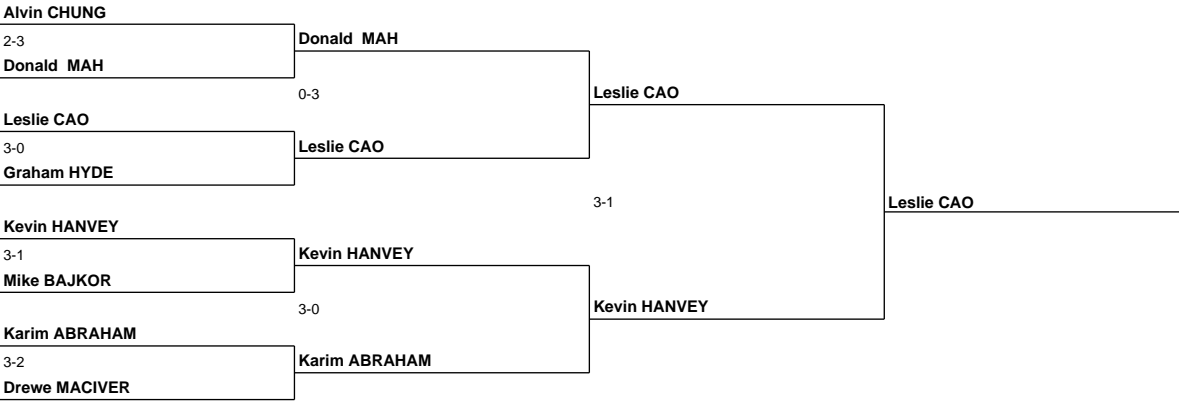 Alvin CHUNG
2-3
Donald MAH
Donald MAH
0-3
Leslie CAO
Leslie CAO
3-0
Leslie CAO
Graham HYDE
3-1
Leslie CAO
Kevin HANVEY
3-1
Kevin HANVEY
Mike BAJKOR
3-0
Kevin HANVEY
Karim ABRAHAM
3-2
Karim ABRAHAM
Drewe MACIVER